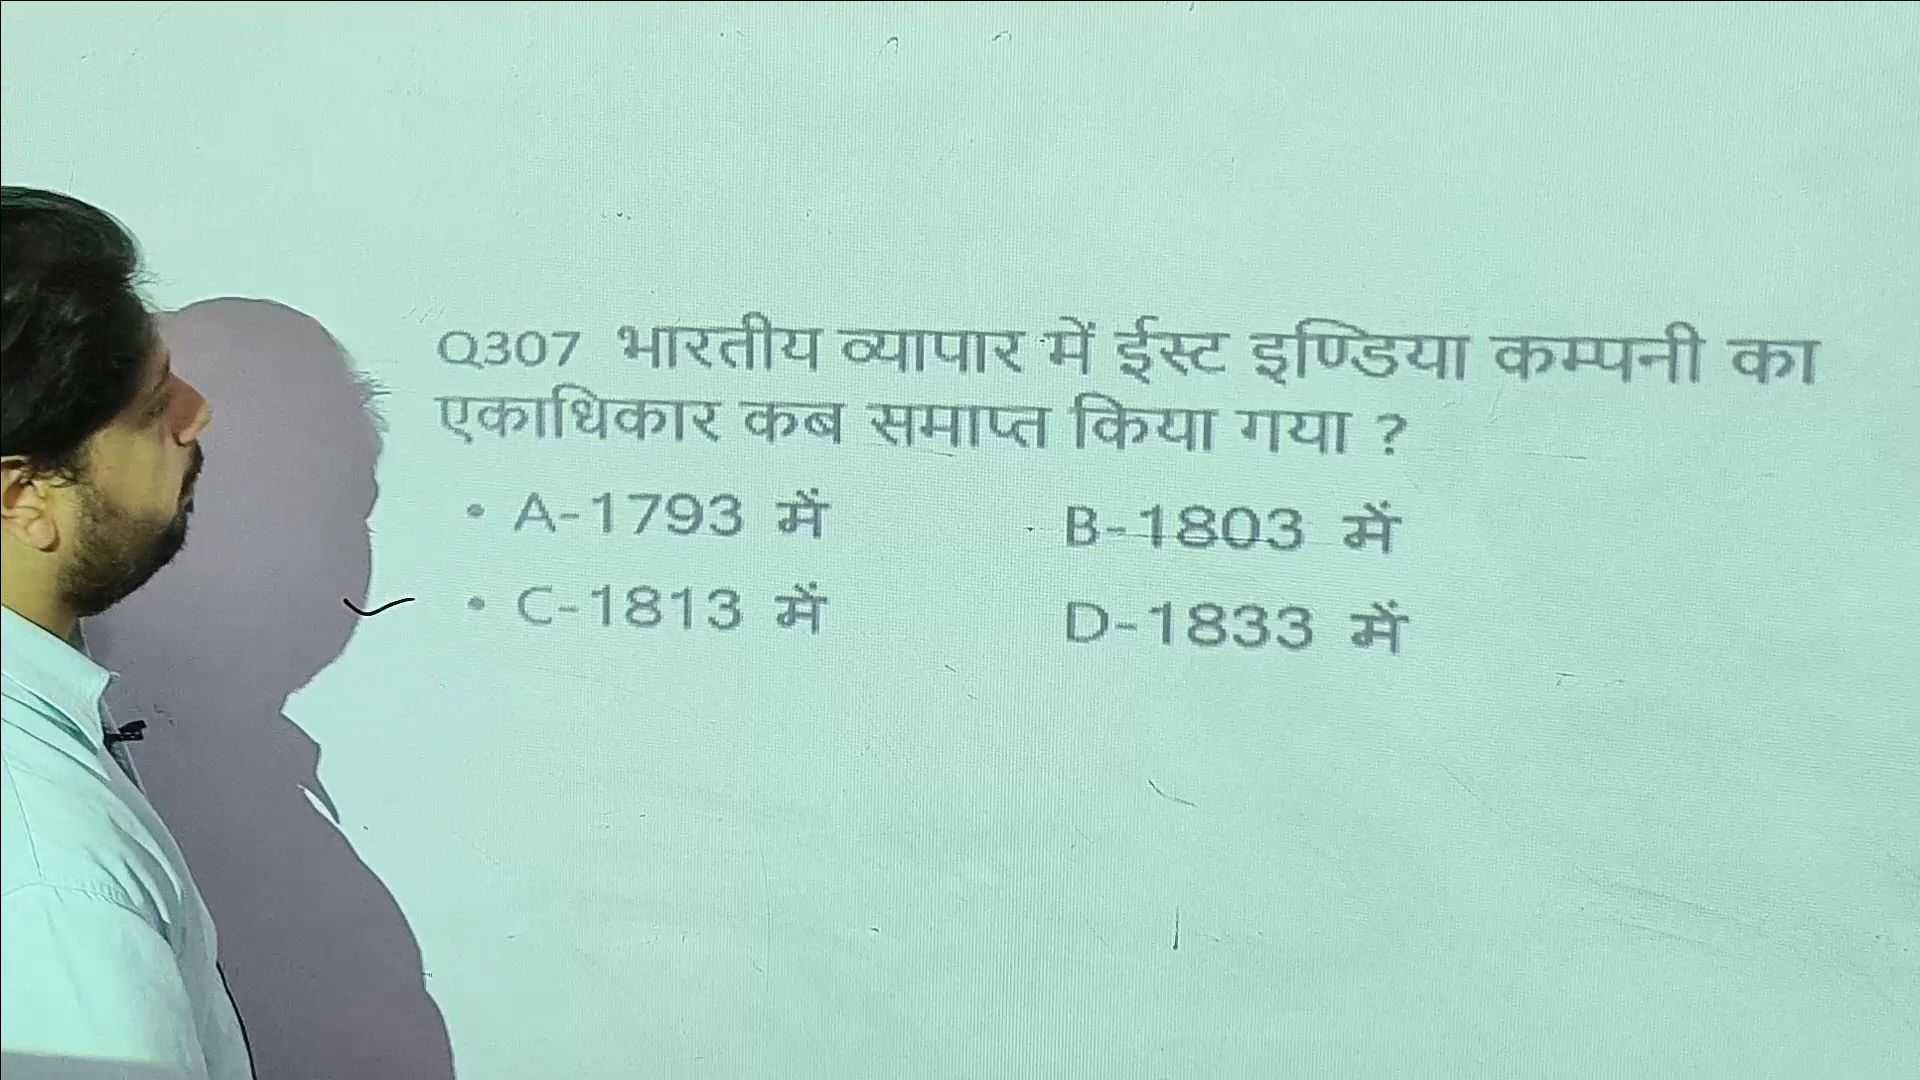 Q307 भारतीय व्यापार में ईस्ट इण्डिया कम्पनी का
एकाधिकार कब समाप्त किया गया ?
• A-1793 में B-1803 में
• C-1813 में D-1833 में